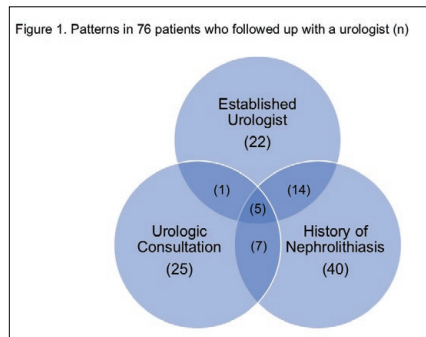 Figure 1. Patterns in 76 patients who followed up with a urologist (n)
Established
Urologist
(22)
(1)
(14)
(5)
Urologic
Consultation
(25)
(7)
History of
Nephrolithiasis
(40)